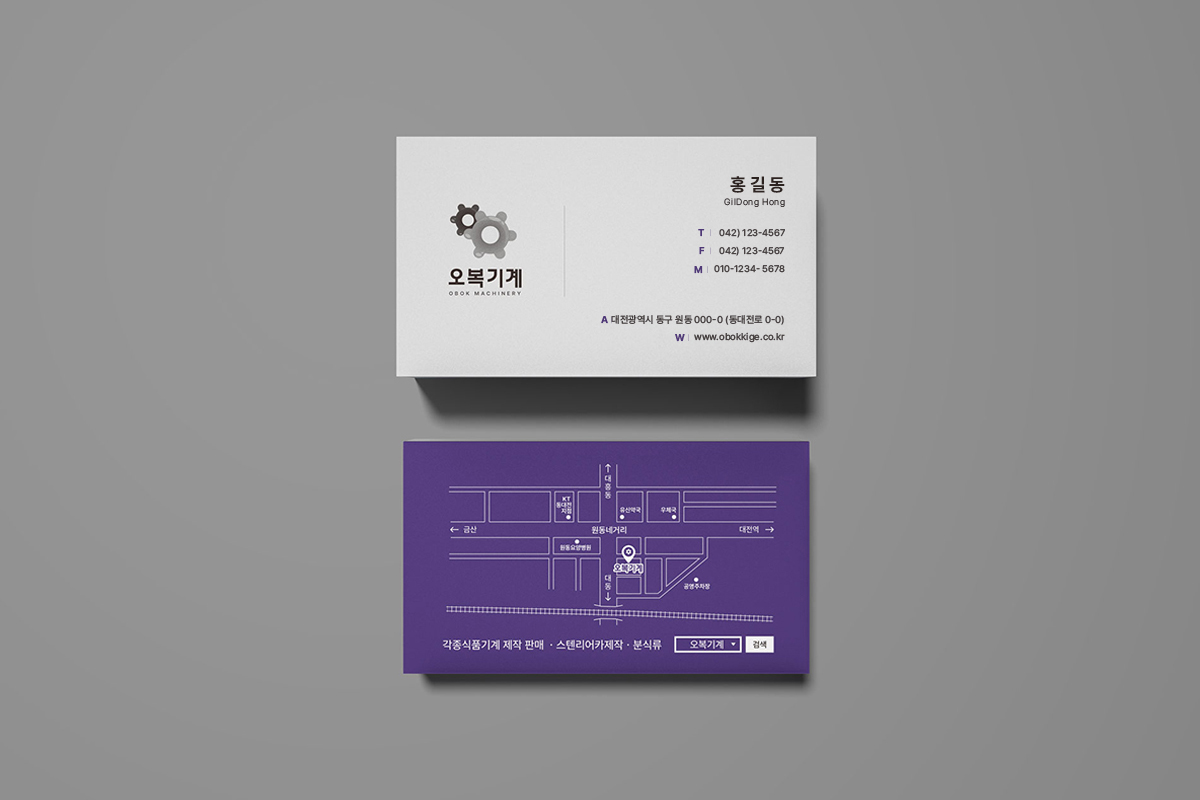 홍길동
GilDong Hong
T | 042) 123-4567
F | 042) 123-4567
M | 010-1234- 5678
오복기계
OBOK MACHINERY
A 대전광역시 동구 원동 000-0 (동대전로 0-0)
W | www.obokkige.co.kr
↑
대흥동
KT
동대전
지점
유산약국
우체국
← 금산
원동네거리
대전역 →
원동요양병원
오복기계
대동
↓
공영주차장
각종식품기계 제작 판매 · 스텐리어카제작 · 분식류
오복기계
검색